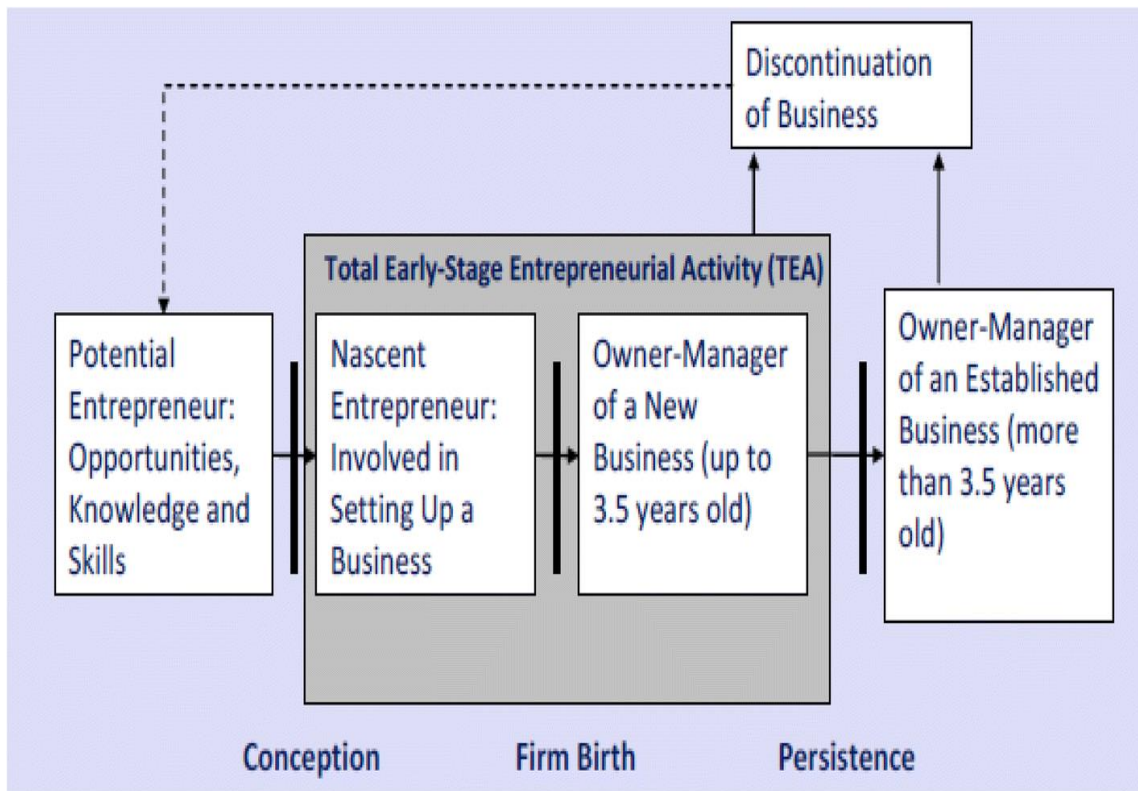 Discontinuation
of Business
Total Early-Stage Entrepreneurial Activity (TEA)
Potential
Entrepreneur:
Opportunities,
Knowledge and
Skills
Nascent
Entrepreneur:
Involved in
Setting Up a
Business
Owner-Manager
of a New
Business (up to
3.5 years old)
Owner-Manager
of an Established
Business (more
than 3.5 years
old)
Conception
Firm Birth
Persistence